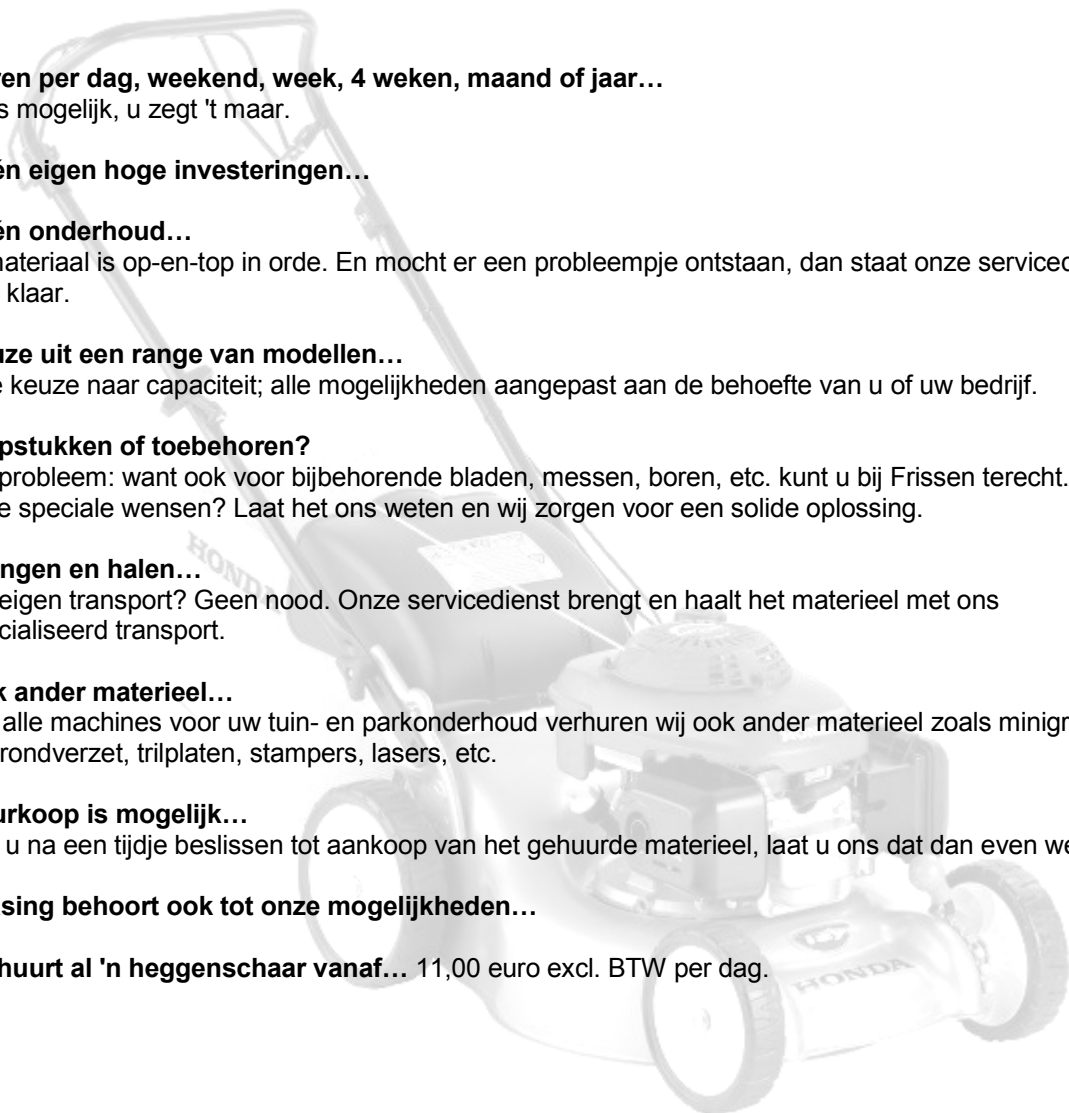 ren per dag, weekend, week, 4 weken, maand of jaar…
s mogelijk, u zegt 't maar.
én eigen hoge investeringen…
én onderhoud…
materiaal is op-en-top in orde. En mocht er een probleempje ontstaan, dan staat onze serviced
klaar.
uze uit een range van modellen…
e keuze naar capaciteit; alle mogelijkheden aangepast aan de behoefte van u of uw bedrijf.
pstukken of toebehoren?
probleem: want ook voor bijbehorende bladen, messen, boren, etc. kunt u bij Frissen terecht.
e speciale wensen? Laat het ons weten en wij zorgen voor een solide oplossing.
HONDA
ngen en halen…
eigen transport? Geen nood. Onze servicedienst brengt en haalt het materieel met ons
cialiseerd transport.
k ander materieel…
alle machines voor uw tuin- en parkonderhoud verhuren wij ook ander materieel zoals minigr
rondverzet, trilplaten, stampers, lasers, etc.
urkoop is mogelijk…
u na een tijdje beslissen tot aankoop van het gehuurde materieel, laat u ons dat dan even we
sing behoort ook tot onze mogelijkheden…
huurt al 'n heggenschaar vanaf… 11,00 euro excl. BTW per dag.
HONDA